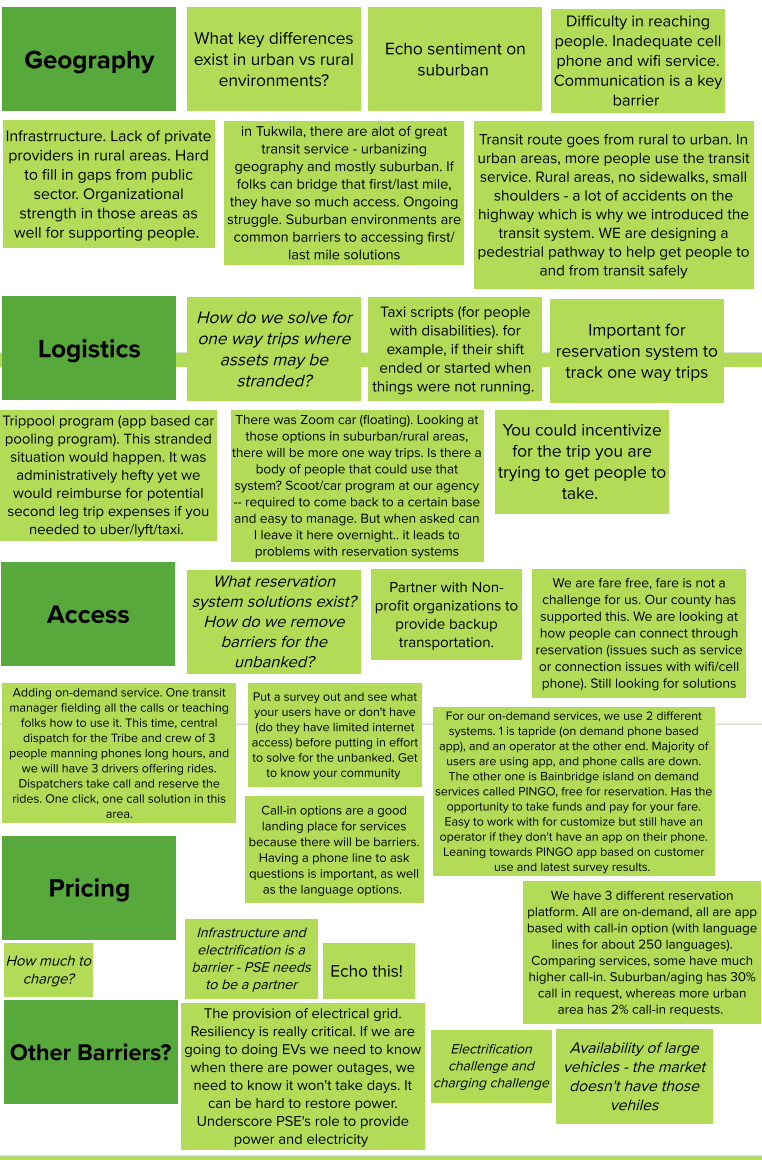 Geography
What key differences
exist in urban vs rural
environments?
Echo sentiment on
suburban
Difficulty in reaching
people. Inadequate cell
phone and wifi service.
Communication is a key
barrier
Infrastrructure. Lack of private
providers in rural areas. Hard
to fill in gaps from public
sector. Organizational
strength in those areas as
well for supporting people.
in Tukwila, there are alot of great
transit service - urbanizing
geography and mostly suburban. If
folks can bridge that first/last mile,
they have so much access. Ongoing
struggle. Suburban environments are
common barriers to accessing first/
last mile solutions
Transit route goes from rural to urban. In
urban areas, more people use the transit
service. Rural areas, no sidewalks, small
shoulders - a lot of accidents on the
highway which is why we introduced the
transit system. WE are designing a
pedestrial pathway to help get people to
and from transit safely
Logistics
How do we solve for
one way trips where
assets may be
stranded?
Taxi scripts (for people
with disabilities). for
example, if their shift
ended or started when
things were not running.
Important for
reservation system to
track one way trips
Trippool program (app based car
pooling program). This stranded
situation would happen. It was
administratively hefty yet we
would reimburse for potential
second leg trip expenses if you
needed to uber/lyft/taxi.
There was Zoom car (floating). Looking at
those options in suburban/rural areas,
there will be more one way trips. Is there a
body of people that could use that
system? Scoot/car program at our agency
-- required to come back to a certain base
and easy to manage. But when asked can
I leave it here overnight.. it leads to
problems with reservation systems
You could incentivize
for the trip you are
trying to get people to
take.
Access
What reservation
system solutions exist?
How do we remove
barriers for the
unbanked?
Partner with Non-
profit organizations to
provide backup
transportation.
We are fare free, fare is not a
challenge for us. Our county has
supported this. We are looking at
how people can connect through
reservation (issues such as service
or connection issues with wifi/cell
phone). Still looking for solutions
Adding on-demand service. One transit
manager fielding all the calls or teaching
folks how to use it. This time, central
dispatch for the Tribe and crew of 3
people manning phones long hours, and
we will have 3 drivers offering rides.
Dispatchers take call and reserve the
rides. One click, one call solution in this
area.
Put a survey out and see what
your users have or don't have
(do they have limited internet
access) before putting in effort
to solve for the unbanked. Get
to know your community
For our on-demand services, we use 2 different
systems. 1 is tapride (on demand phone based
app), and an operator at the other end. Majority of
users are using app, and phone calls are down.
The other one is Bainbridge island on demand
services called PINGO, free for reservation. Has the
opportunity to take funds and pay for your fare.
Easy to work with for customize but still have an
operator if they don't have an app on their phone.
Leaning towards PINGO app based on customer
use and latest survey results.
Call-in options are a good
landing place for services
because there will be barriers.
Having a phone line to ask
questions is important, as well
as the language options.
Pricing
We have 3 different reservation
platform. All are on-demand, all are app
based with call-in option (with language
lines for about 250 languages).
Comparing services, some have much
higher call-in. Suburban/aging has 30%
call in request, whereas more urban
area has 2% call-in requests.
How much to
charge?
Infrastructure and
electrification is a
barrier - PSE needs
to be a partner
Echo this!
Other Barriers?
The provision of electrical grid.
Resiliency is really critical. If we are
going to doing EVs we need to know
when there are power outages, we
need to know it won't take days. It
can be hard to restore power.
Underscore PSE's role to provide
power and electricity
Electrification
challenge and
charging challenge
Availability of large
vehicles - the market
doesn't have those
vehiles